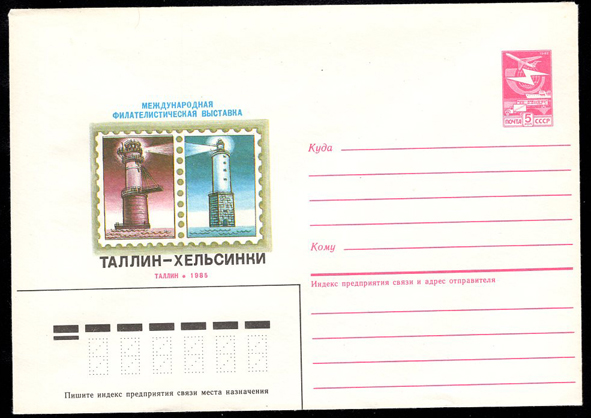 МЕЖДУНАРОДНАЯ
ФИЛАТЕЛИСТИЧЕСКАЯ ВЫСТАВКА
ТАЛЛИН-ХЕЛЬСИНКИ
ТАЛЛИН • 1985
ПОЧТА 5 СССР
Куда
Кому
Индекс предприятия связи и адрес отправителя
Пишите индекс предприятия связи места назначения